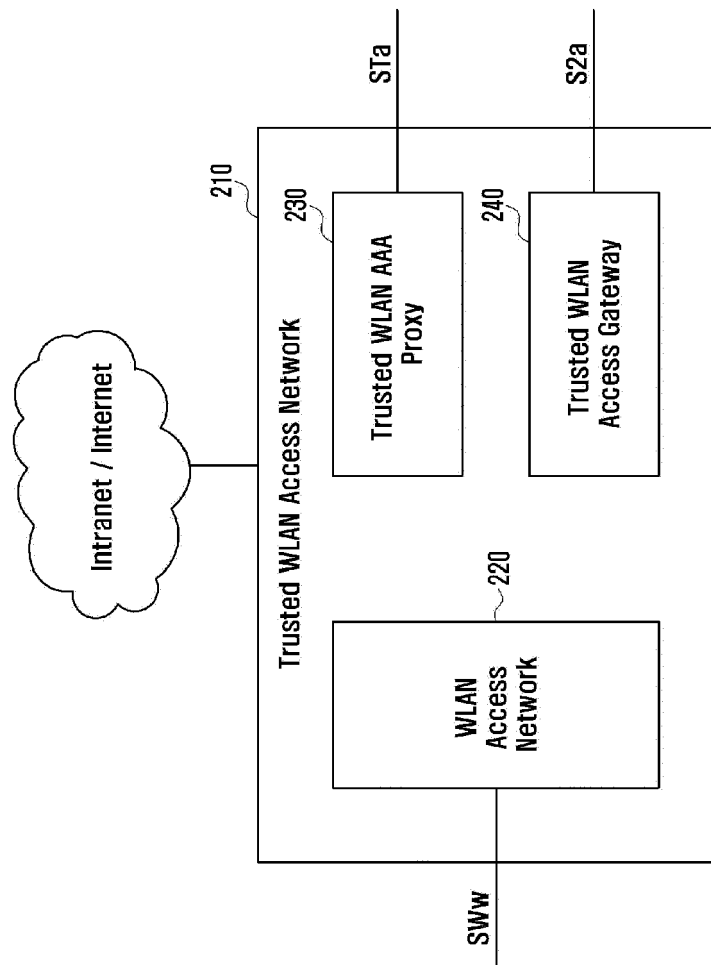 Intranet / Internet
Trusted WLAN Access Network
210
WLAN
Access
Network
220
Trusted WLAN AAA
Proxy
230
Trusted WLAN
Access Gateway
240
SWw
STa
S2a